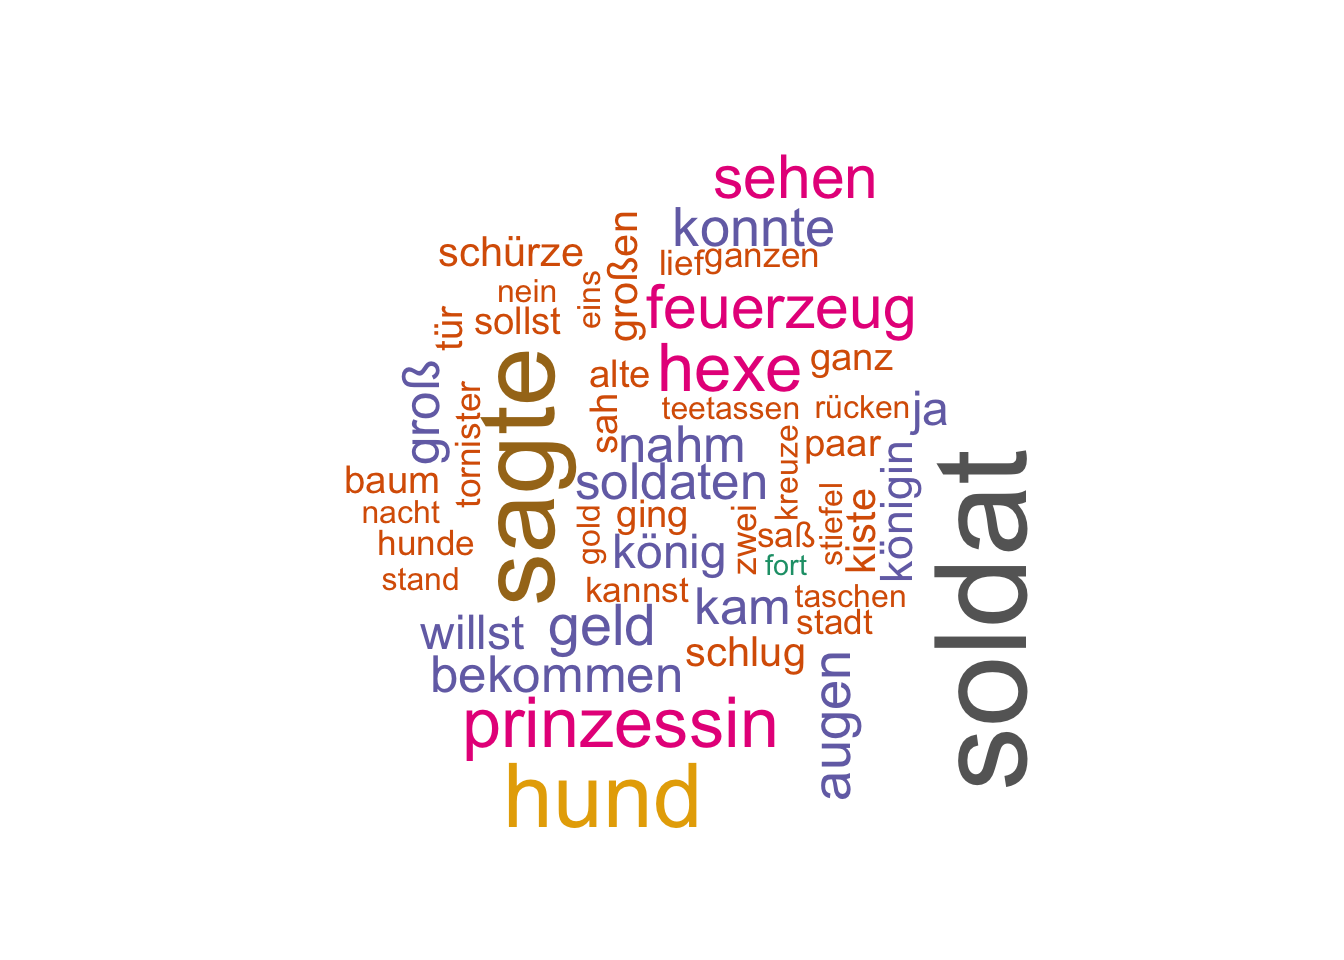 sehen
konnte
schürze
großen
lief
ganzen
nein
eins
feuerzeug
tür
sollst
hexe
ganz
sagte
alte
groß
tornister
sah
teetassen
rücken
ja
nahm
kreuze
paar
baum
soldaten
königin
soldat
nacht
gold
ging
zwei
saß
stiefel
kiste
hunde
könig
fort
stand
kannst
kam
taschen
stadt
willst
geld
schlug
bekommen
augen
prinzessin
hund